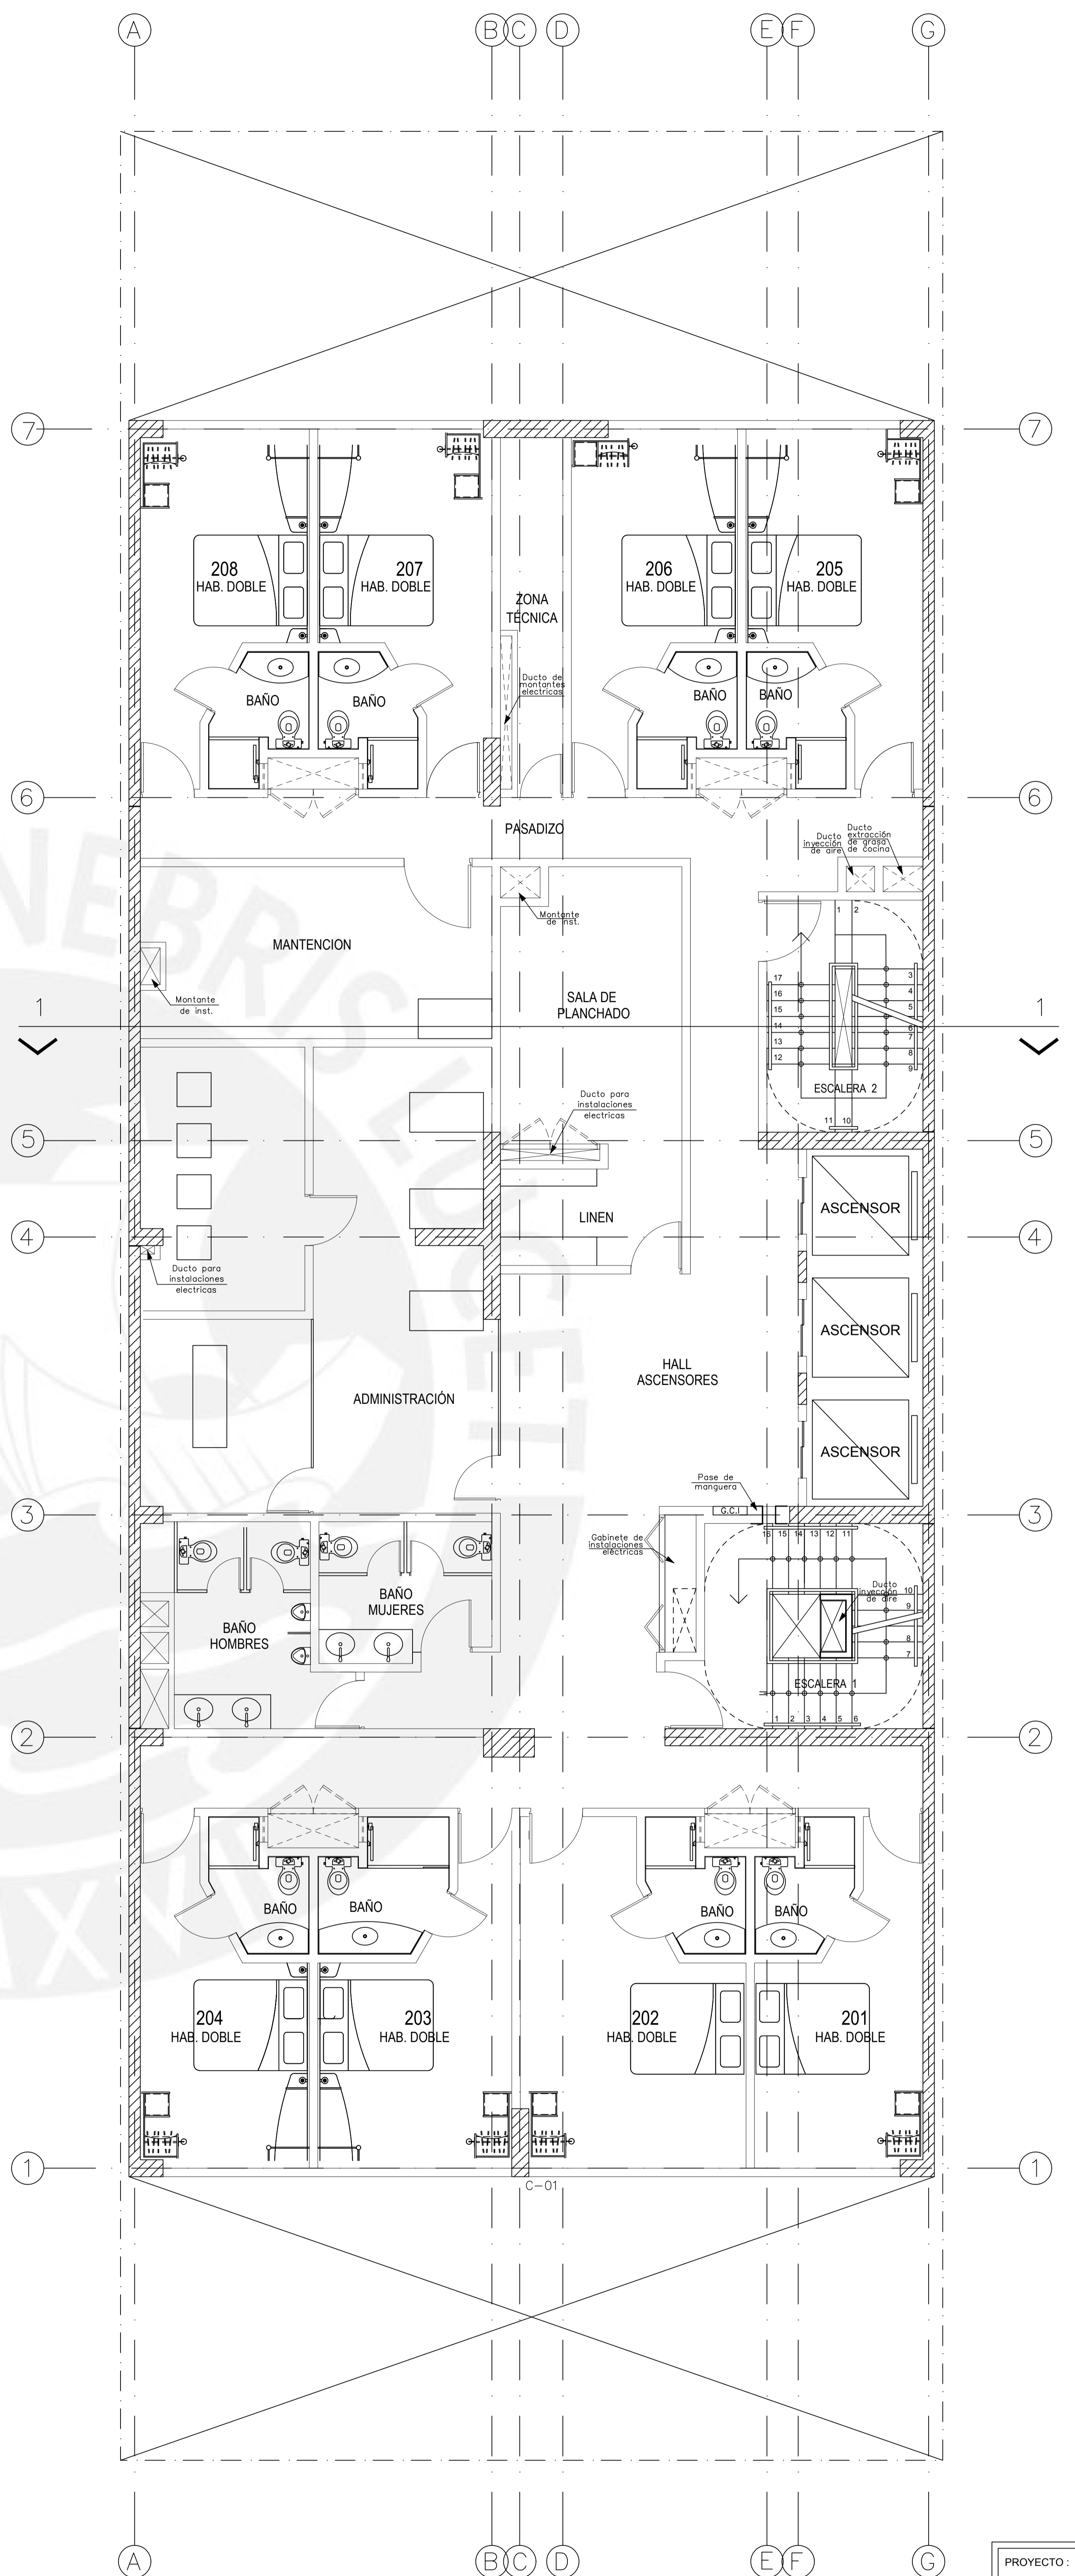 A B C D E F G
7 7
208
HAB. DOBLE
207
HAB. DOBLE
ZONA
TÉCNICA
206
HAB. DOBLE
205
HAB. DOBLE
Ducto de
montantes
electricas
BAÑO
BAÑO
BAÑO
BAÑO
6 6
PASADIZO
Ducto
inyección
de aire
Ducto
extracción
de grasa
de cocina
Montante
de inst.
1 2
MANTENCION
Montante
de inst.
SALA DE
PLANCHADO
17
16
15
14
13
12
3
4
5
6
7
8
9
1 1
ESCALERA 2
11 10
Ducto para
instalaciones
electricas
5 5
ASCENSOR
LINEN
4 4
Ducto para
instalaciones
electricas
ASCENSOR
HALL
ASCENSORES
ADMINISTRACIÓN
ASCENSOR
Pase de
manguera
3 3
G.C.I
Gabinete de
instalaciones
eléctricas
16 15 14 13 12 11
BAÑO
MUJERES
BAÑO
HOMBRES
Ducto
inyección
de aire
10
9
8
7
ESCALERA 1
1 2 3 4 5 6
2 2
BAÑO
BAÑO
BAÑO
BAÑO
204
HAB. DOBLE
203
HAB. DOBLE
202
HAB. DOBLE
201
HAB. DOBLE
1 1
C-01
A B C D E F G
PROYECTO :
NEBRIS LUCET
XVII